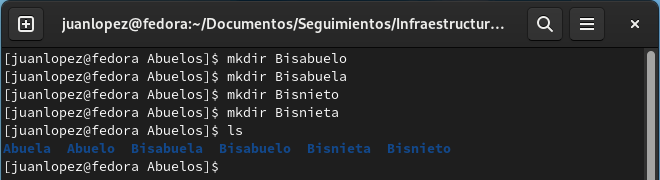 juanlopez@fedora:~/Documentos/Seguimientos/Infraestructur...
[juanlopez@fedora Abuelos]$ mkdir Bisabuelo
[juanlopez@fedora Abuelos]$ mkdir Bisabuela
[juanlopez@fedora Abuelos]$ mkdir Bisnieto
[juanlopez@fedora Abuelos]$ mkdir Bisnieta
[juanlopez@fedora Abuelos]$ ls
Abuela  Abuelo  Bisabuela  Bisabuelo  Bisnieta  Bisnieto
[juanlopez@fedora Abuelos]$